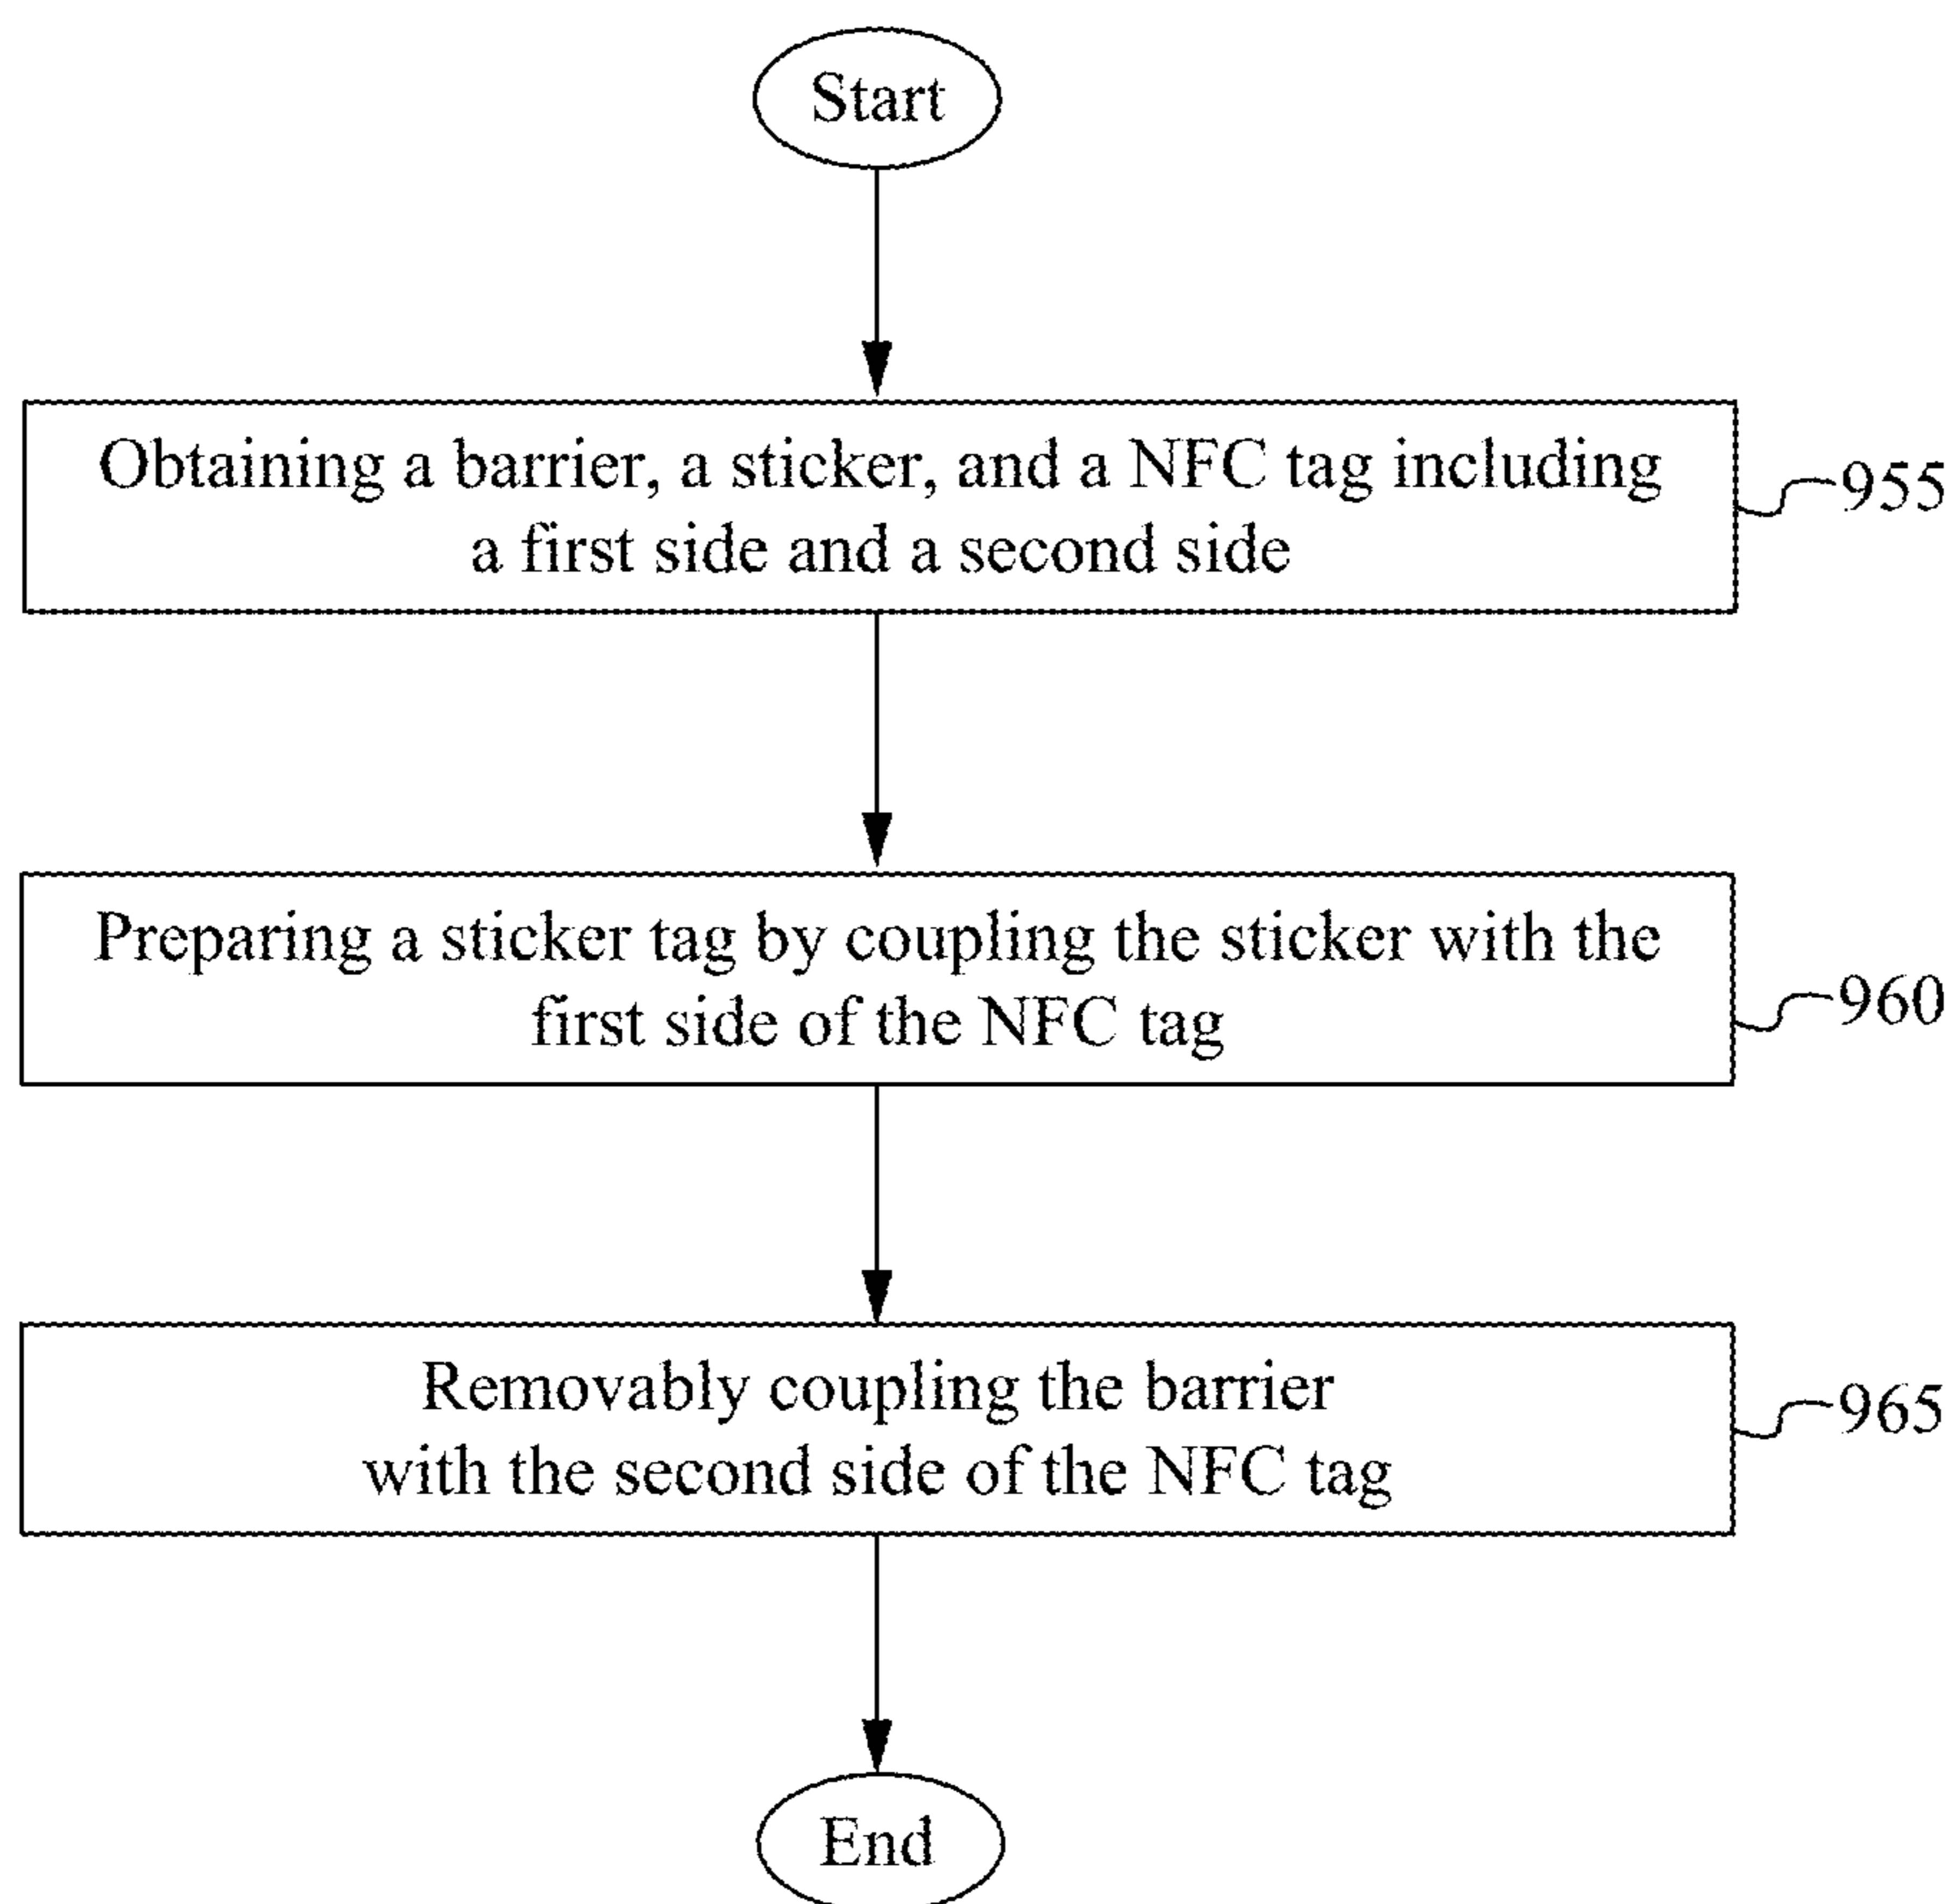 Start
Obtaining a barrier, a sticker, and a NFC tag including
a first side and a second side
955
Preparing a sticker tag by coupling the sticker with the
first side of the NFC tag
960
Removably coupling the barrier
with the second side of the NFC tag
965
End